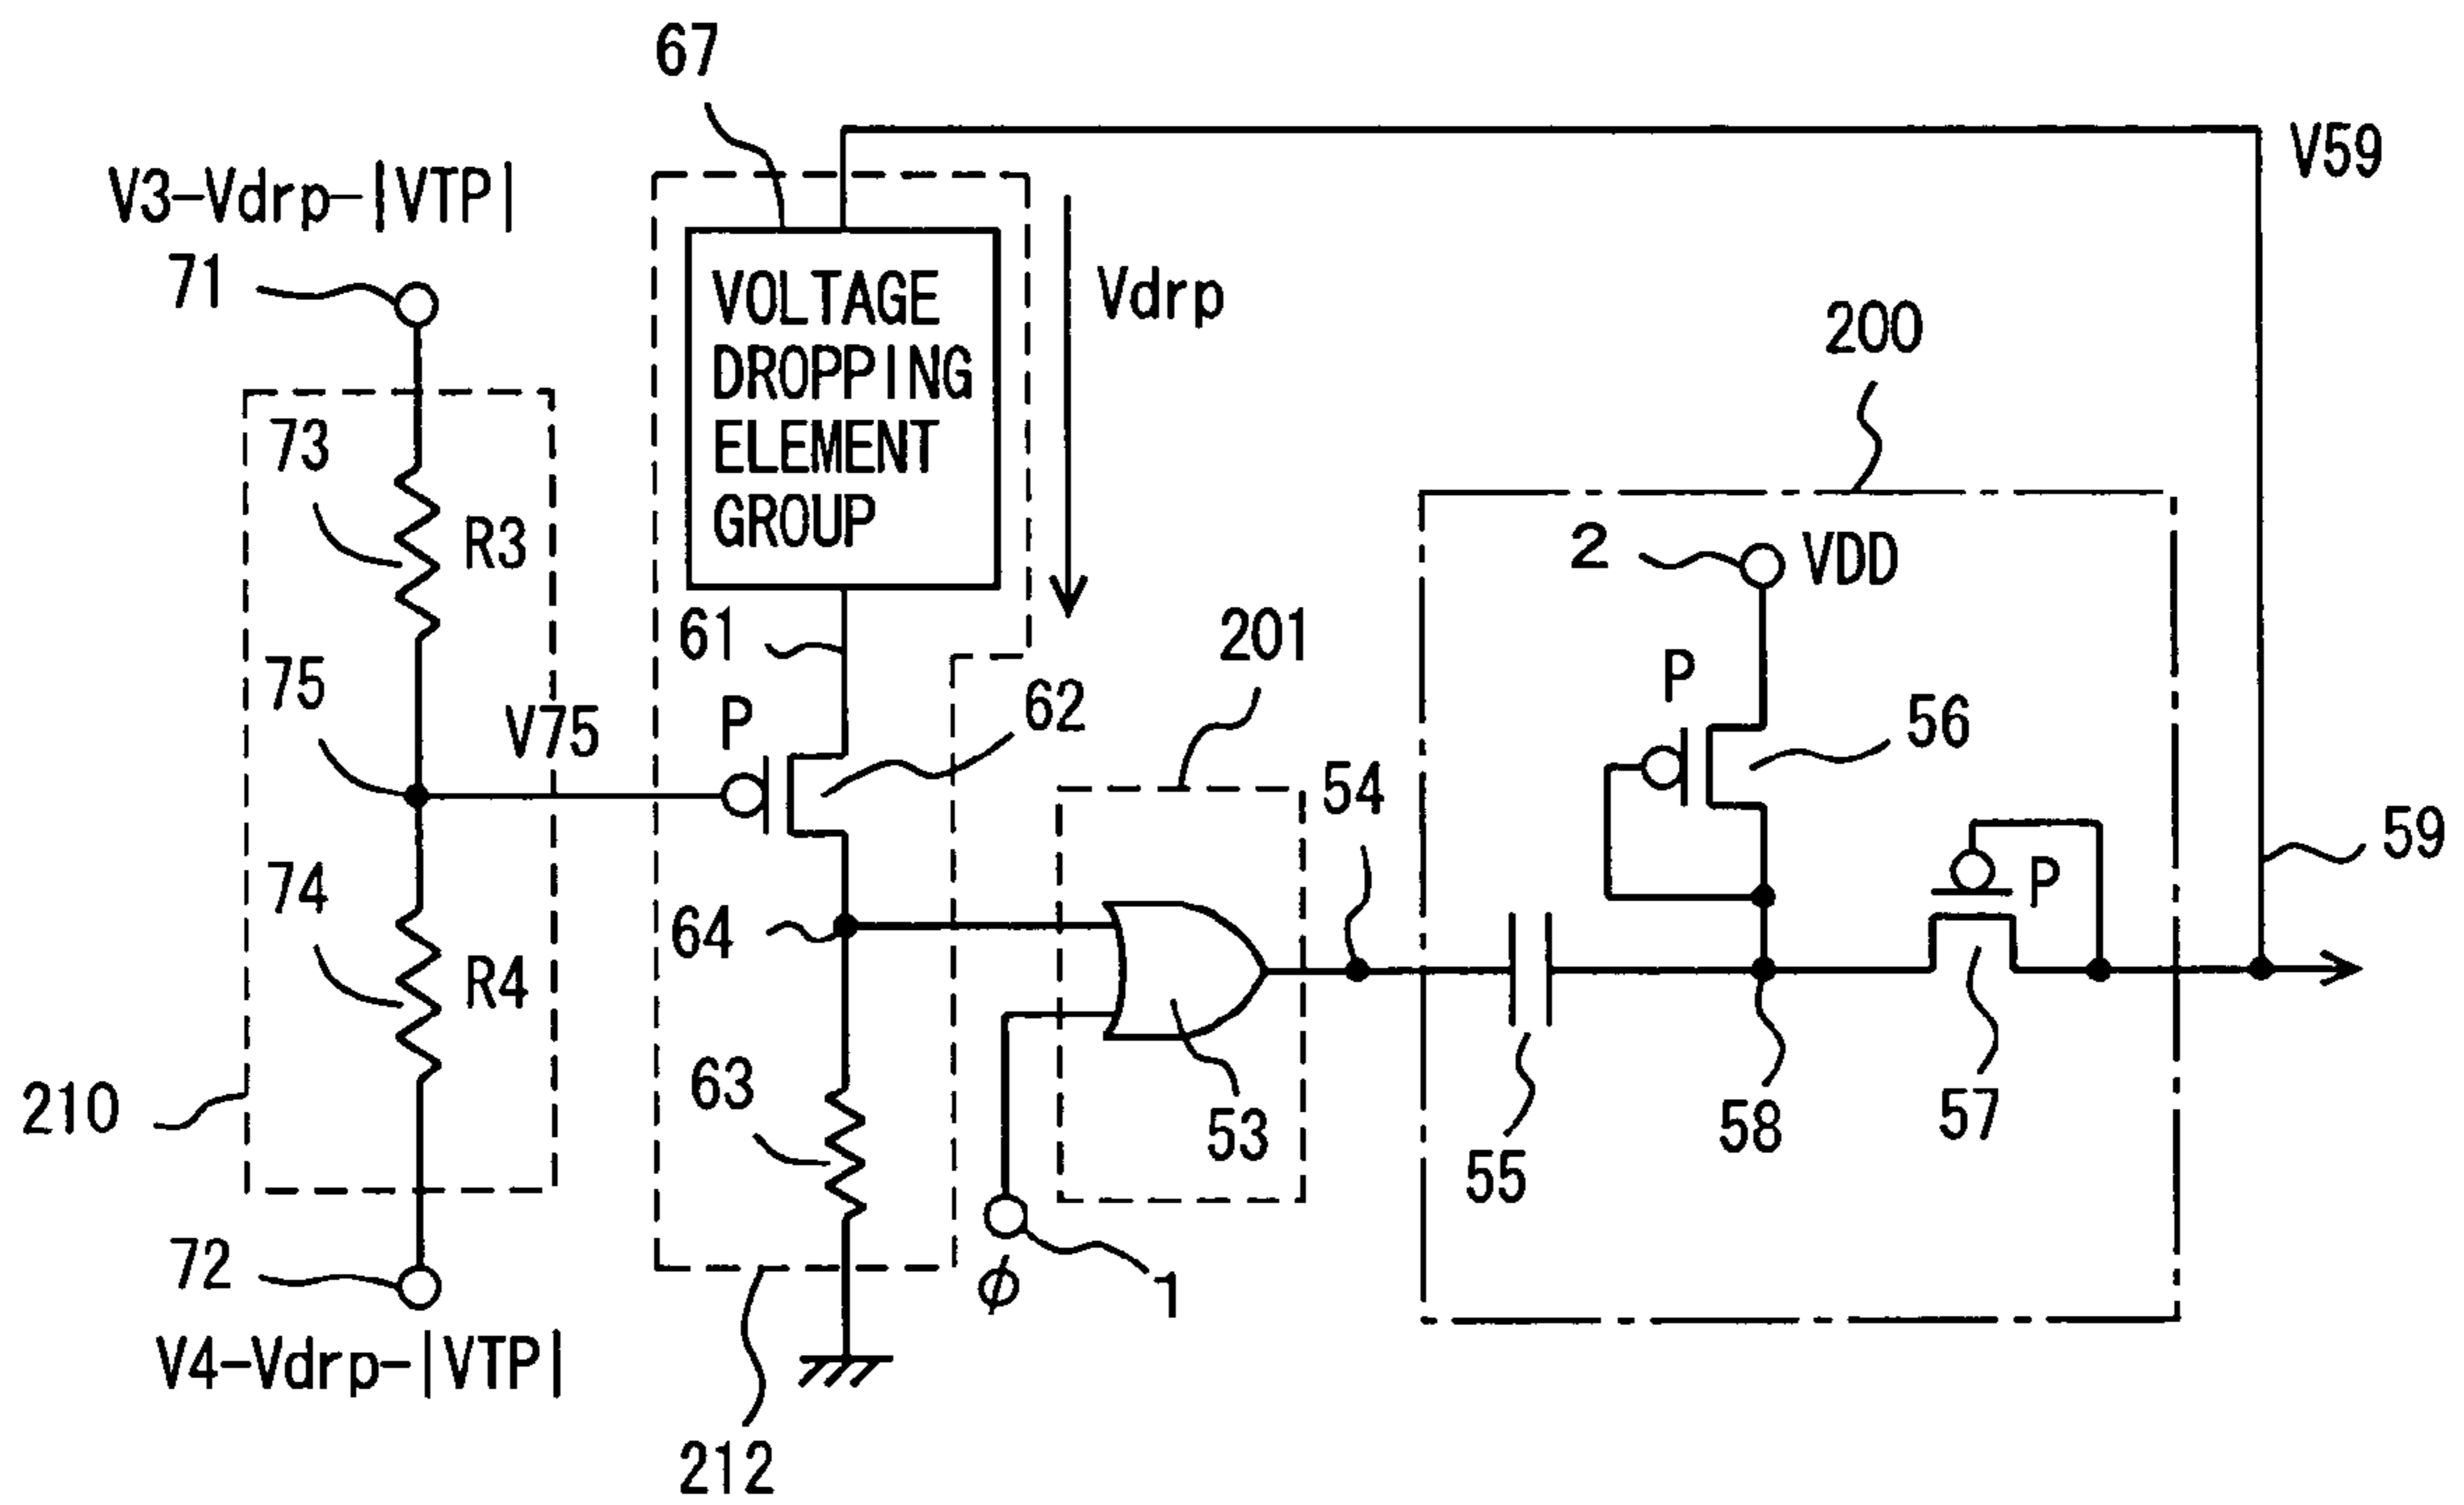 67
V59
V3-Vdrp-|VTP|
71
VOLTAGE
DROPPING
ELEMENT
GROUP
Vdrp
200
73
R3
2
VDD
61
201
P
75
V75
P
62
56
54
59
74
64
P
R4
63
53
57
210
58
55
72
φ
1
V4-Vdrp-|VTP|
212